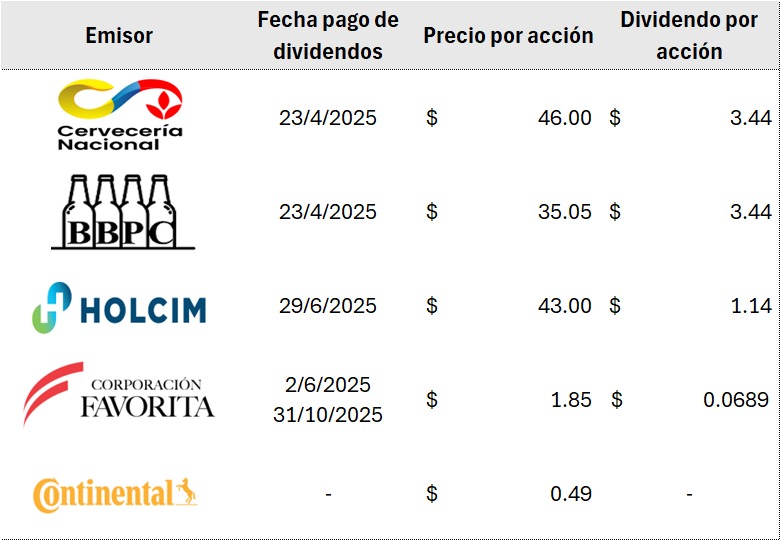 Emisor
Fecha pago de
dividendos
Precio por acción
Dividendo por
acción
Cervecería
Nacional
23/4/2025 $ 46.00 $ 3.44
BBPC
23/4/2025 $ 35.05 $ 3.44
HOLCIM
29/6/2025 $ 43.00 $ 1.14
CORPORACIÓN
FAVORITA
2/6/2025
31/10/2025
$ 1.85 $ 0.0689
Continental
- $ 0.49 -